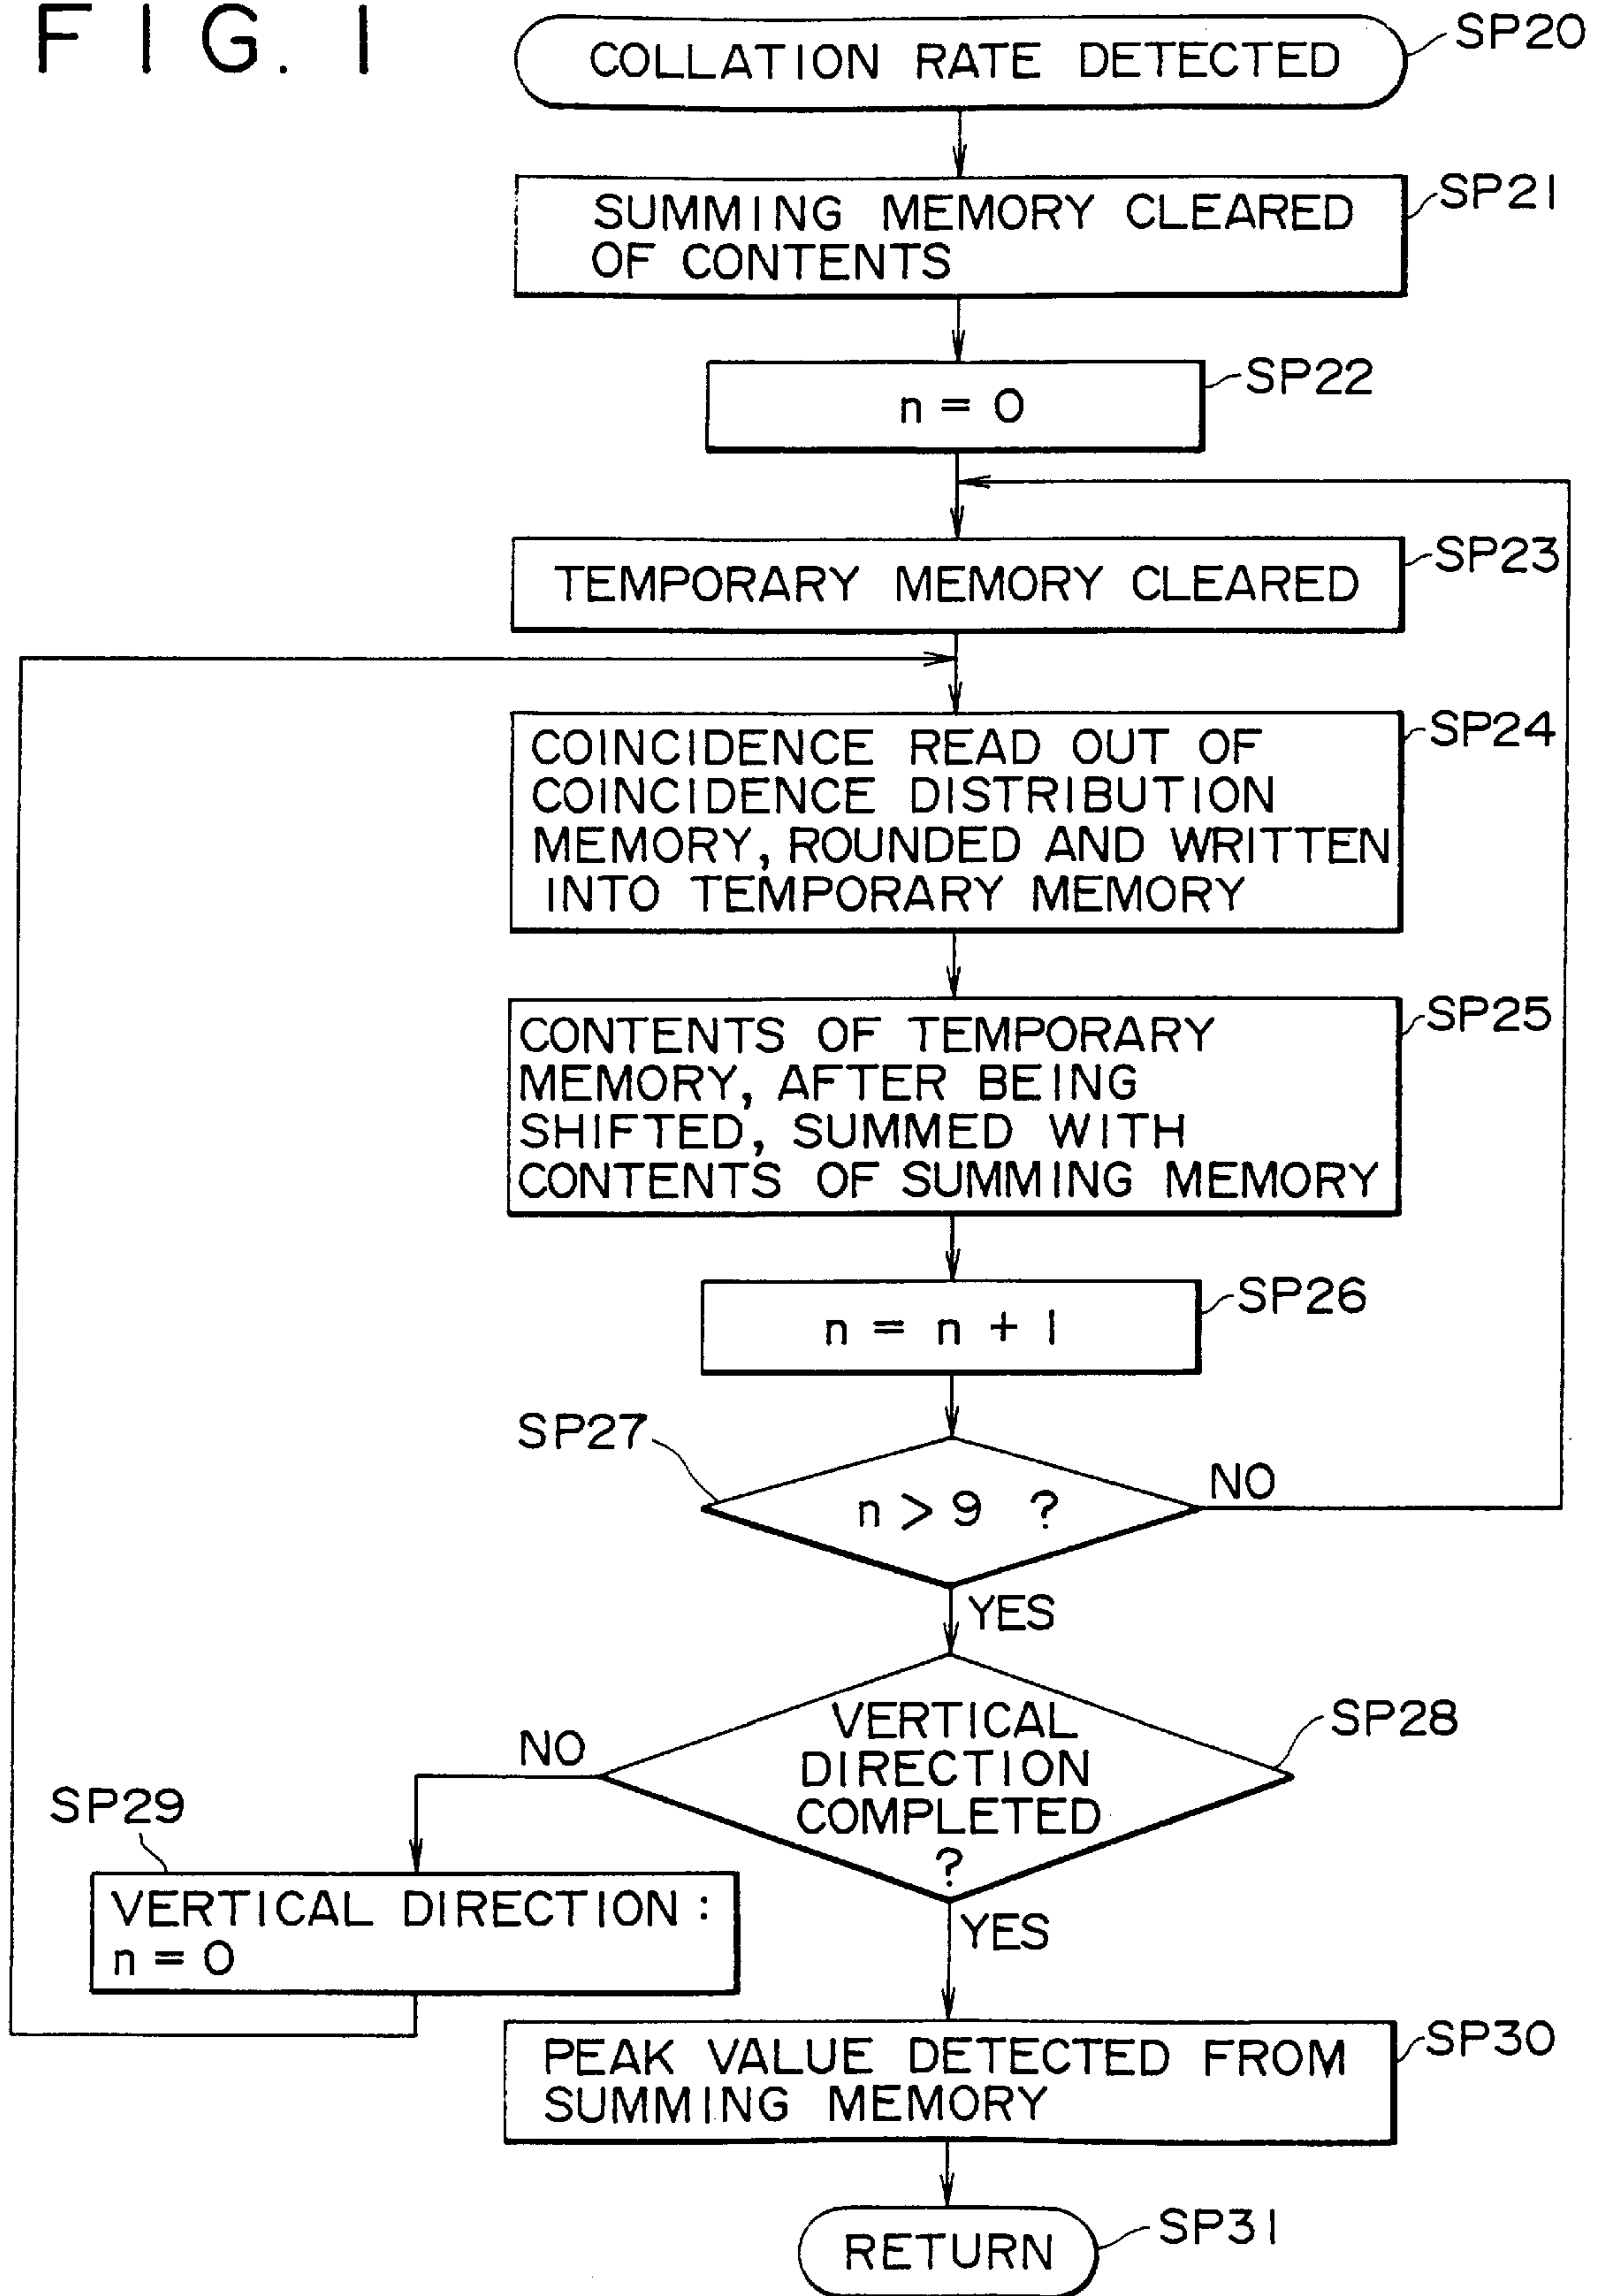 FIG. 1
COLLATION RATE DETECTED
SP20
SUMMING MEMORY CLEARED
OF CONTENTS
SP21
n = 0
SP22
TEMPORARY MEMORY CLEARED
SP23
COINCIDENCE READ OUT OF
COINCIDENCE DISTRIBUTION
MEMORY, ROUNDED AND WRITTEN
INTO TEMPORARY MEMORY
SP24
CONTENTS OF TEMPORARY
MEMORY, AFTER BEING
SHIFTED, SUMMED WITH
CONTENTS OF SUMMING MEMORY
SP25
n = n + 1
SP26
SP27
n > 9 ?
NO
YES
VERTICAL
DIRECTION
COMPLETED
?
SP28
NO
SP29
VERTICAL DIRECTION :
n = 0
YES
PEAK VALUE DETECTED FROM
SUMMING MEMORY
SP30
RETURN
SP31